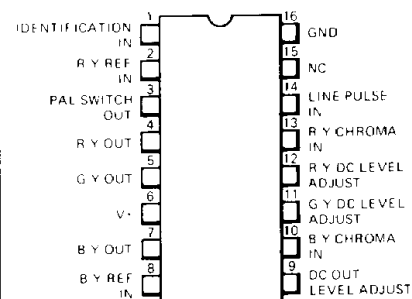 1
IDENTIFICATION
IN
2
R Y REF
IN
3
PAL SWITCH
OUT
4
R Y OUT
5
G Y OUT
6
V+
7
B Y OUT
8
B Y REF
IN
16
GND
15
NC
14
LINE PULSE
IN
13
R Y CHROMA
IN
12
R Y DC LEVEL
ADJUST
11
G Y DC LEVEL
ADJUST
10
B Y CHROMA
IN
9
DC OUT
LEVEL ADJUST